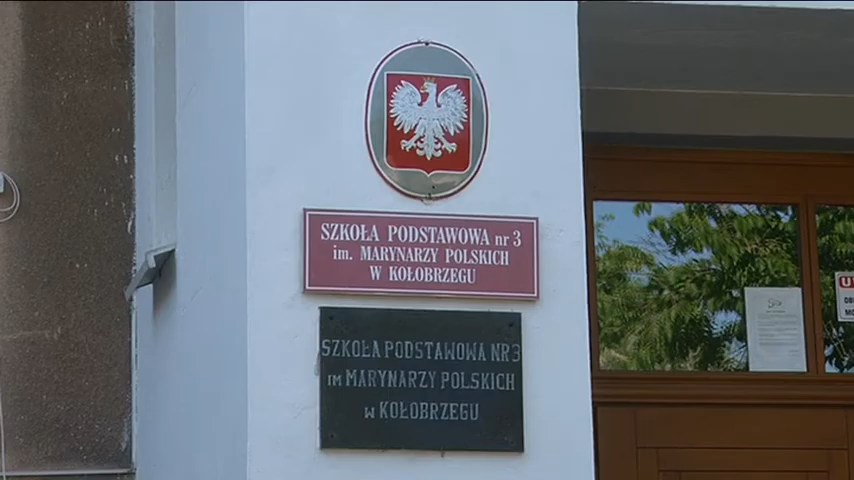 SZKOŁA PODSTAWOWA nr 3
im. MARYNARZY POLSKICH
W KOŁOBRZEGU
SZKOŁA PODSTAWOWA NR 3
IM MARYNARZY POLSKICH
W KOŁOBRZEGU